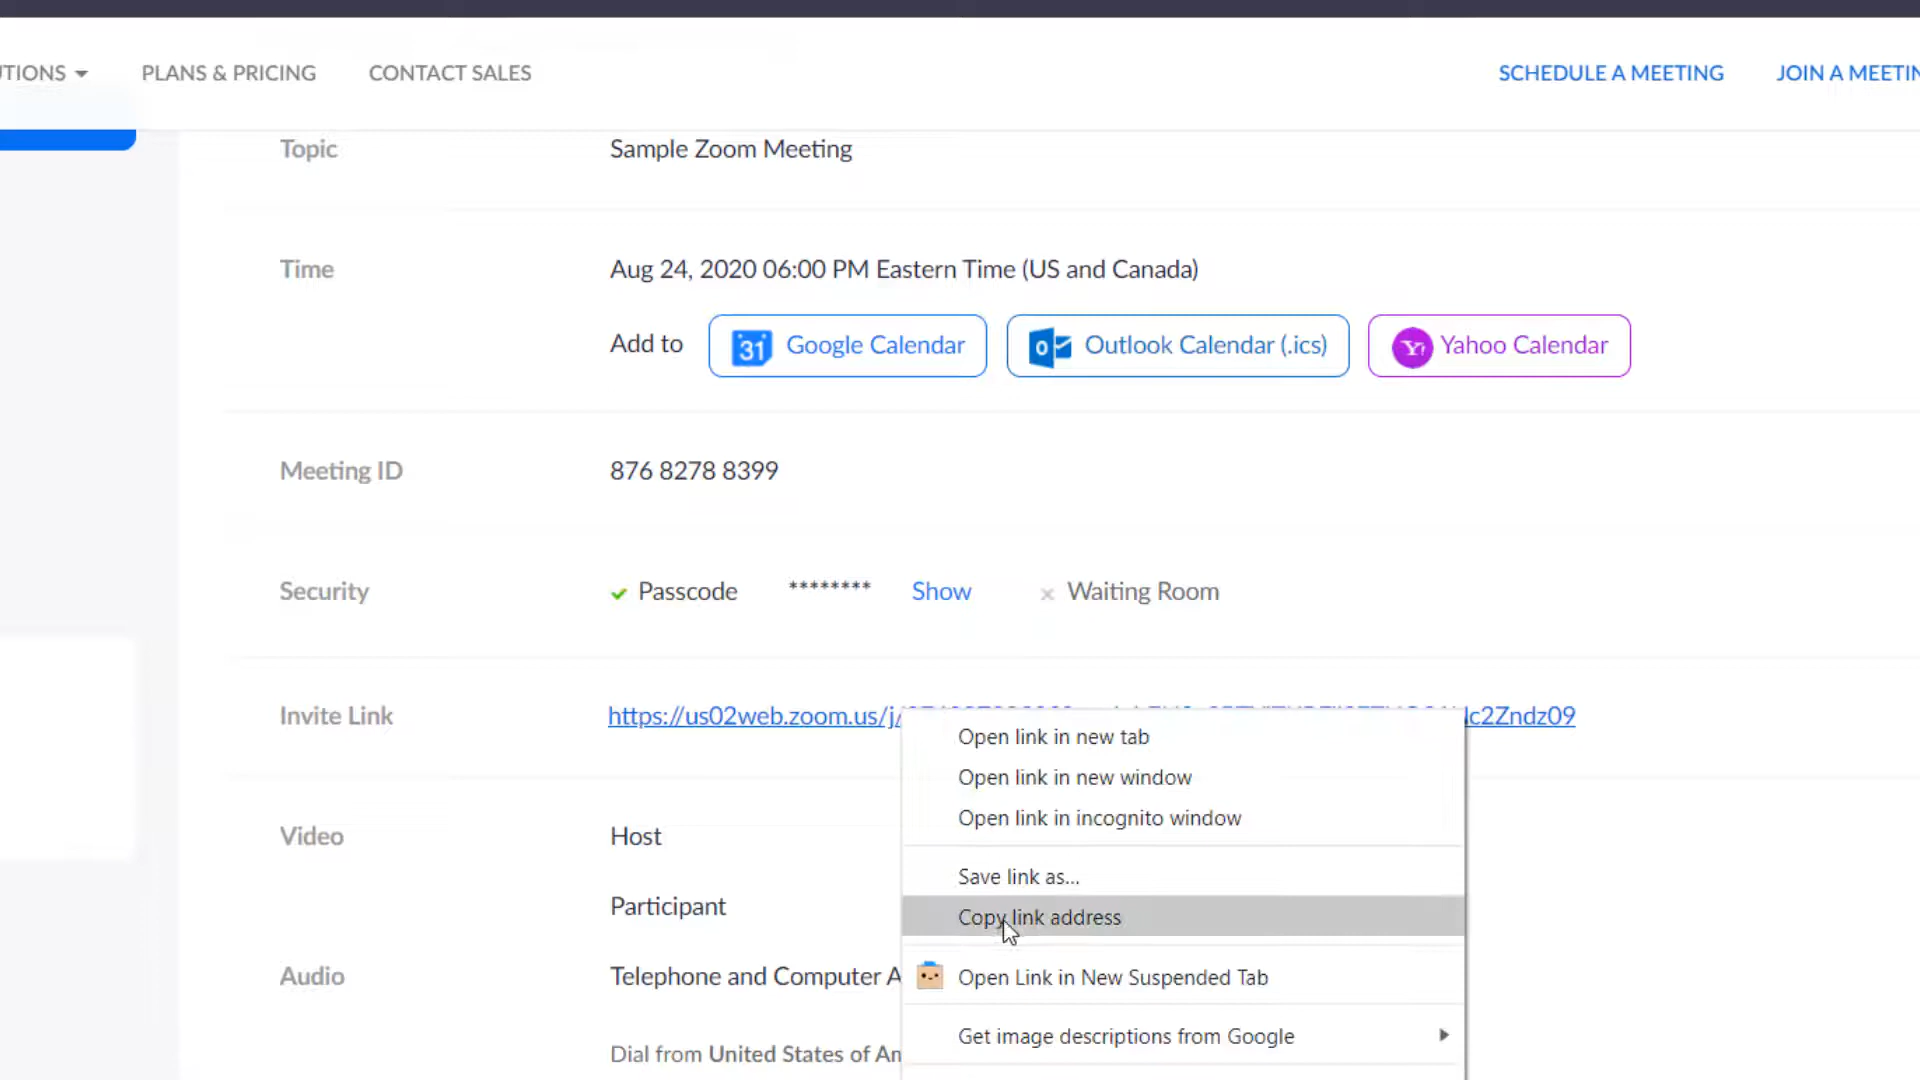 UTIONS PLANS & PRICING CONTACT SALES SCHEDULE A MEETING JOIN A MEETIN
Topic Sample Zoom Meeting
Time Aug 24, 2020 06:00 PM Eastern Time (US and Canada)
Add to 31 Google Calendar Outlook Calendar (.ics) Yahoo Calendar
Meeting ID 876 8278 8399
Security Passcode ******** Show Waiting Room
Invite Link https://us02web.zoom.us/j/ c2Zndz09
Open link in new tab
Open link in new window
Open link in incognito window
Video Host
Save link as...
Participant
Copy link address
Audio Telephone and Computer A
Open Link in New Suspended Tab
Get image descriptions from Google
Dial from United States of Am